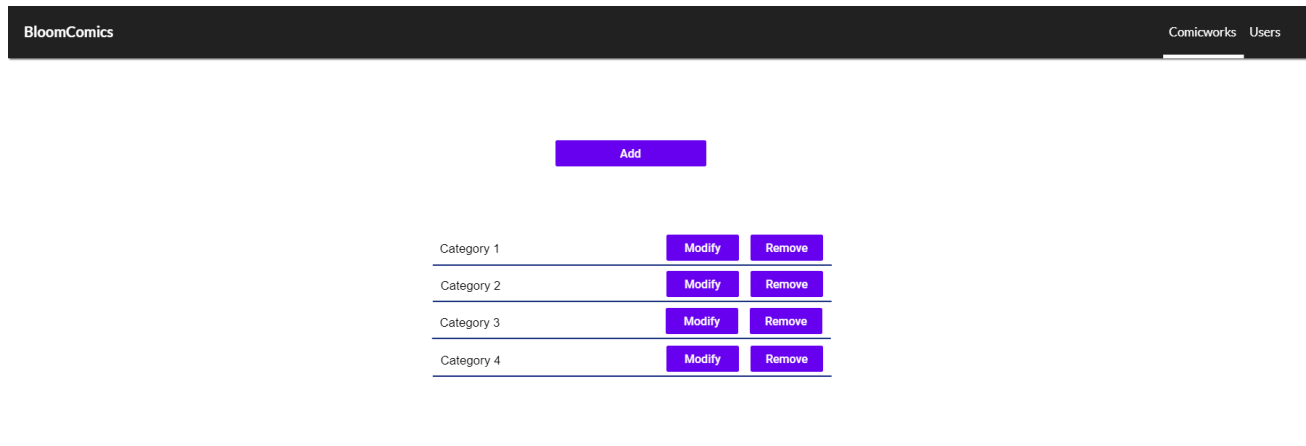 BloomComics Comicworks Users
Add
Category 1 Modify Remove
Category 2 Modify Remove
Category 3 Modify Remove
Category 4 Modify Remove